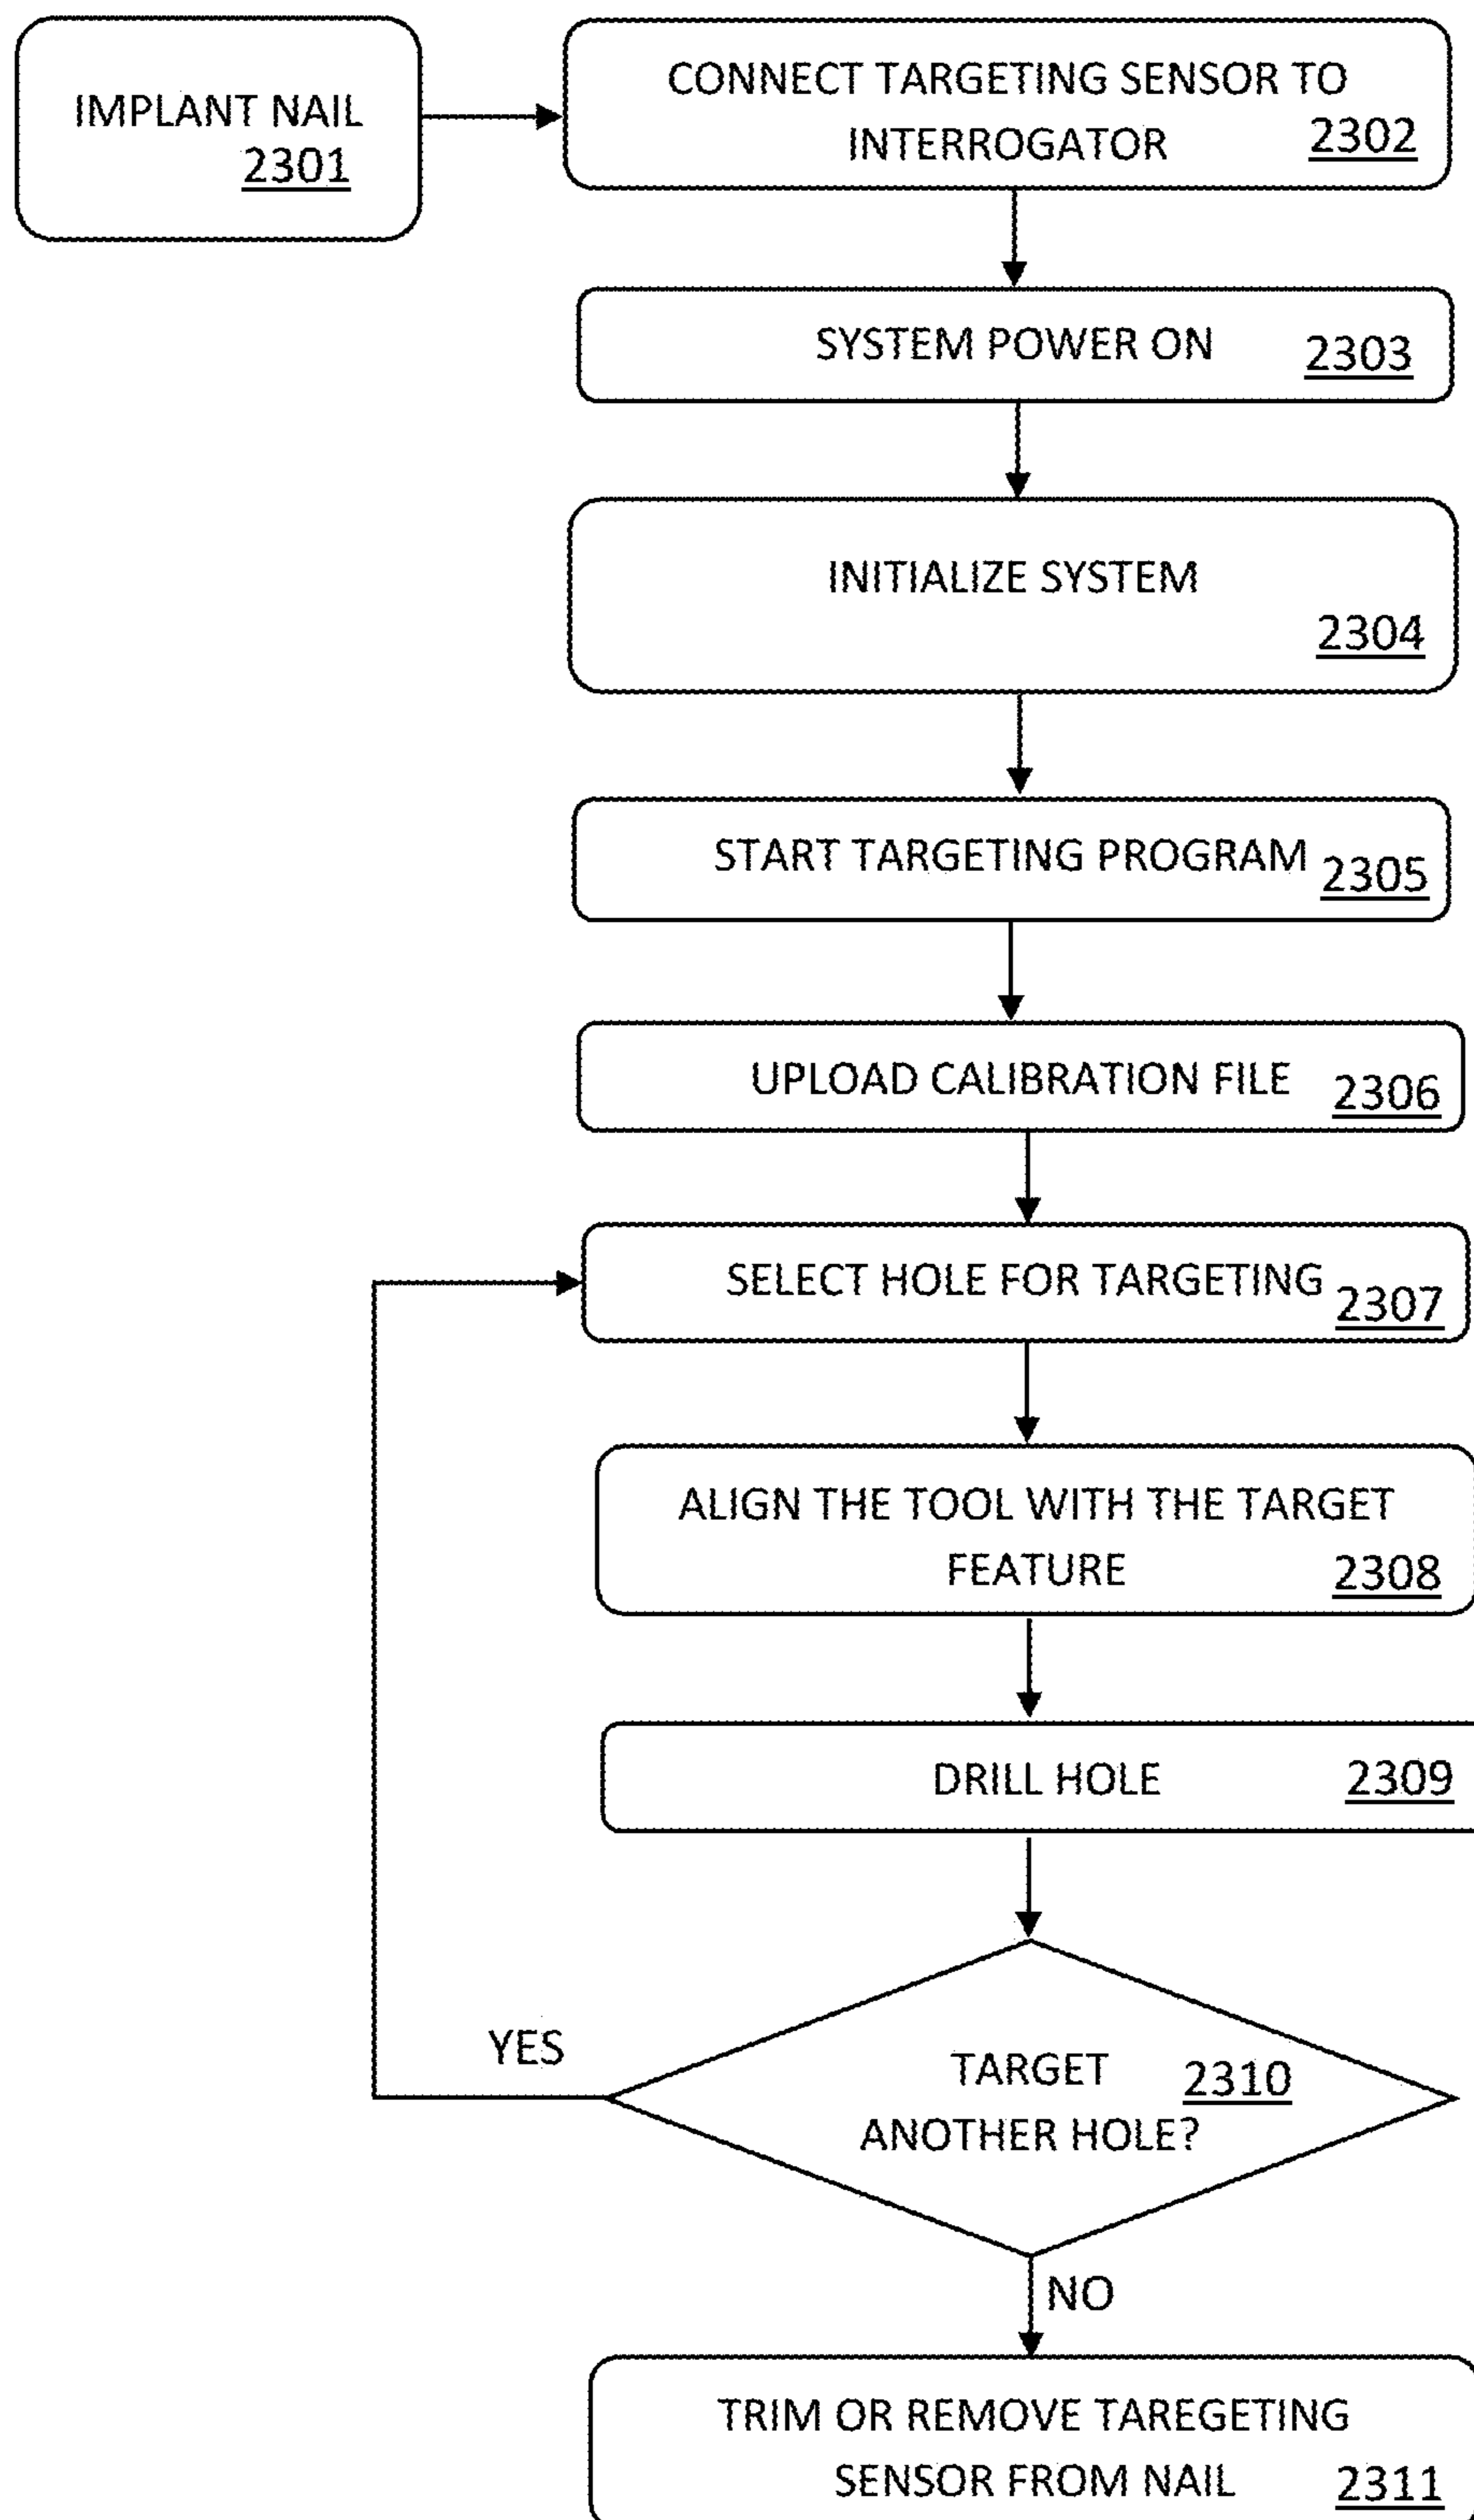 IMPLANT NAIL
2301
CONNECT TARGETING SENSOR TO
INTERROGATOR 2302
SYSTEM POWER ON 2303
INITIALIZE SYSTEM
2304
START TARGETING PROGRAM 2305
UPLOAD CALIBRATION FILE 2306
SELECT HOLE FOR TARGETING 2307
ALIGN THE TOOL WITH THE TARGET
FEATURE 2308
DRILL HOLE 2309
YES
TARGET 2310
ANOTHER HOLE?
NO
TRIM OR REMOVE TAREGETING
SENSOR FROM NAIL 2311